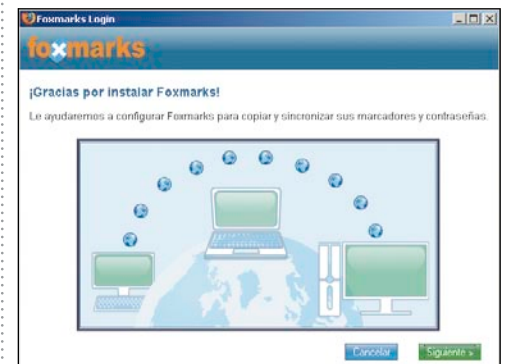 Foxmarks Login
foxmarks
¡Gracias por instalar Foxmarks!
Le ayudaremos a configurar Foxmarks para copiar y sincronizar sus marcadores y contraseñas.
Cancelar Siguiente »